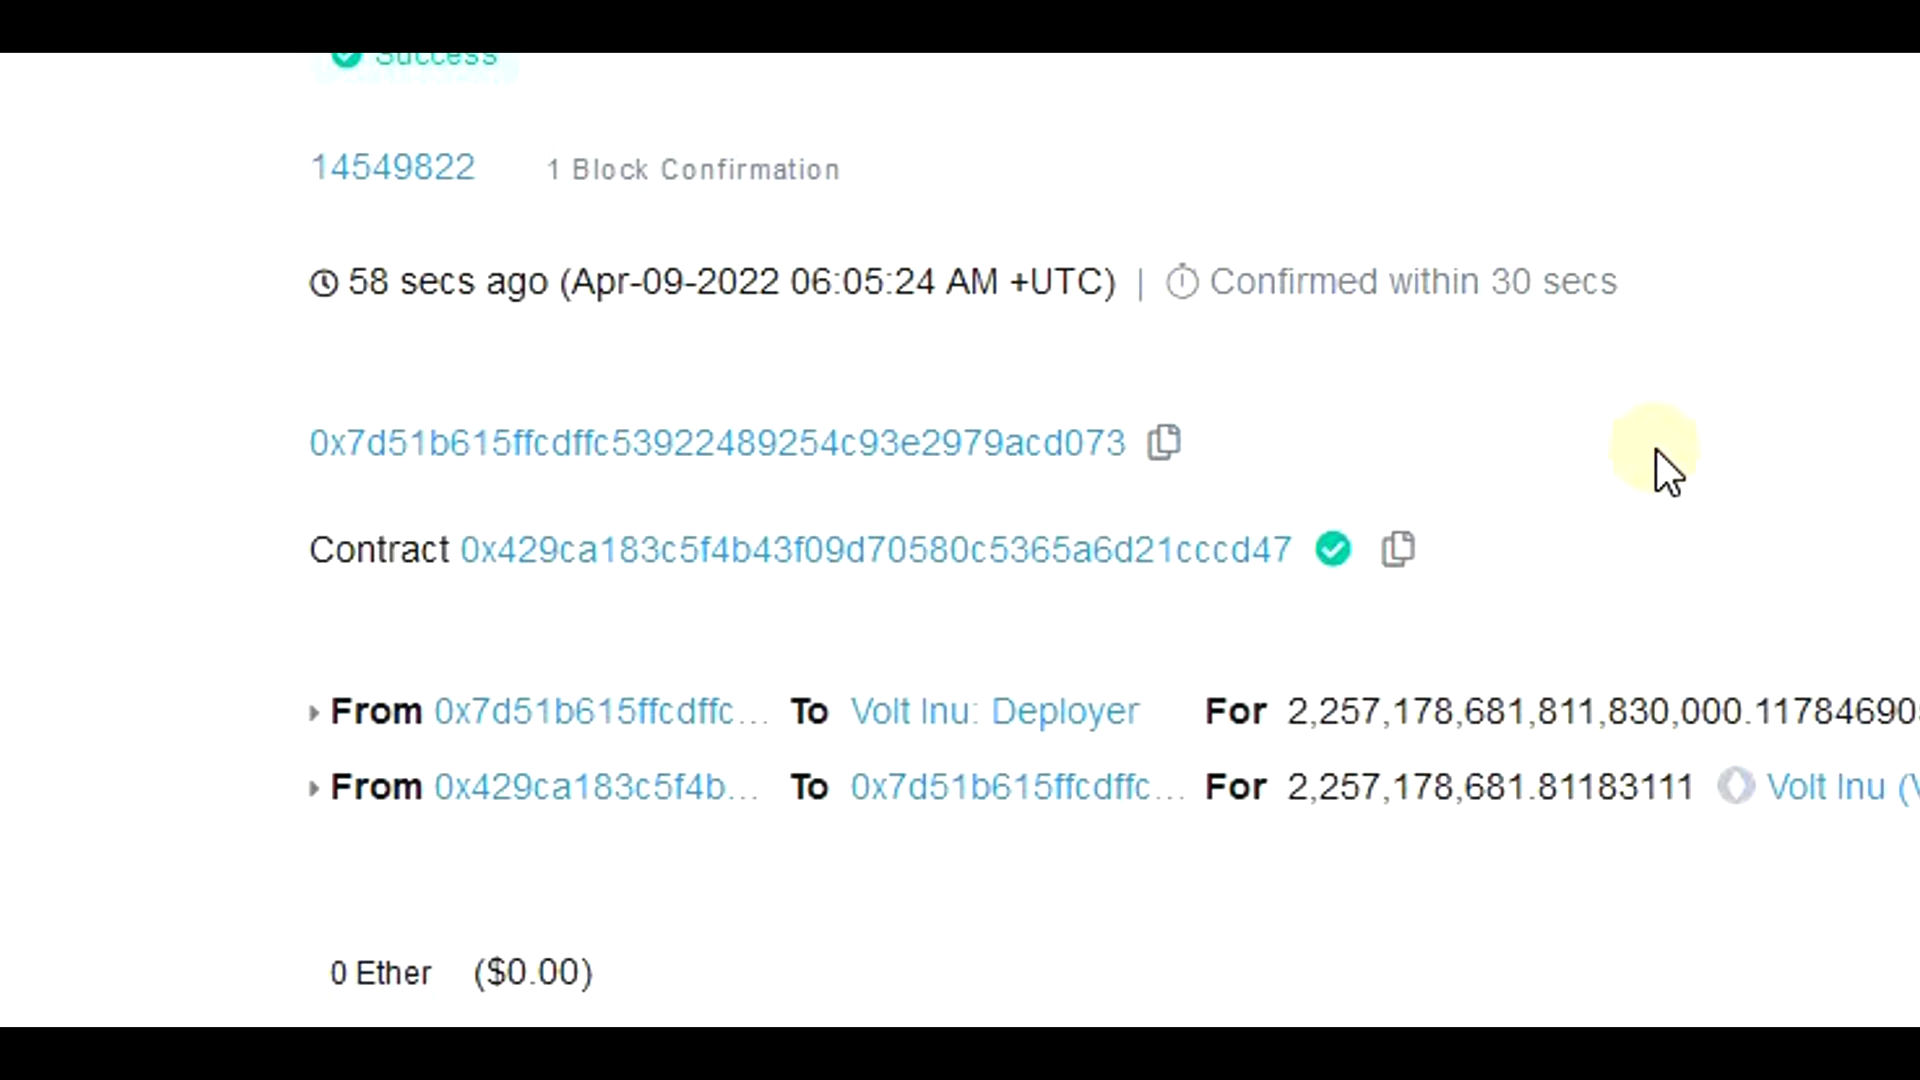 Success
14549822 1 Block Confirmation
58 secs ago (Apr-09-2022 06:05:24 AM +UTC) | Confirmed within 30 secs
0x7d51b615ffcdffc53922489254c93e2979acd073
Contract 0x429ca183c5f4b43f09d70580c5365a6d21cccd47
From 0x7d51b615ffcdffc... To Volt Inu: Deployer For 2,257,178,681,811,830,000.11784690
From 0x429ca183c5f4b... To 0x7d51b615ffcdffc... For 2,257,178,681.81183111 Volt Inu (V
0 Ether ($0.00)